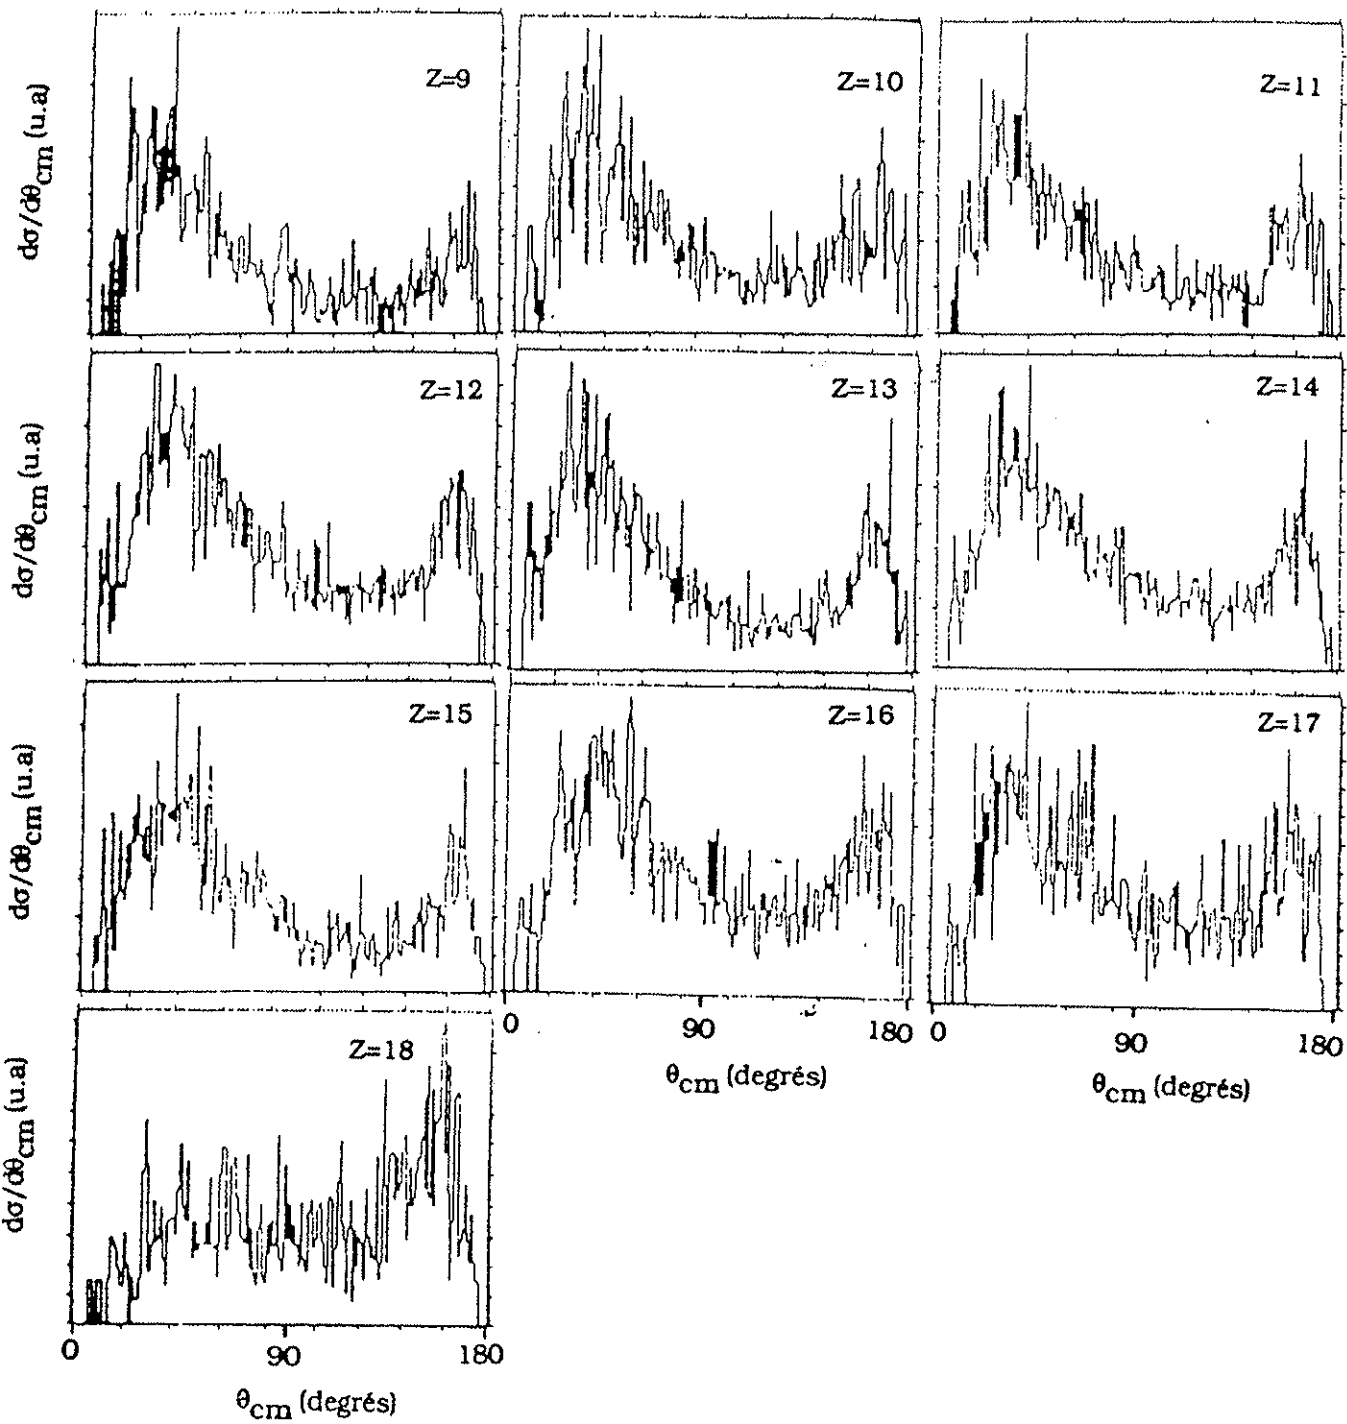 dσ/dθcm (u.a)
Z=9
Z=10
Z=11
dσ/dθcm (u.a)
Z=12
Z=13
Z=14
dσ/dθcm (u.a)
Z=15
Z=16
Z=17
0 90 180
0 90 180
θcm (degrés)
θcm (degrés)
dσ/dθcm (u.a)
Z=18
0 90 180
θcm (degrés)